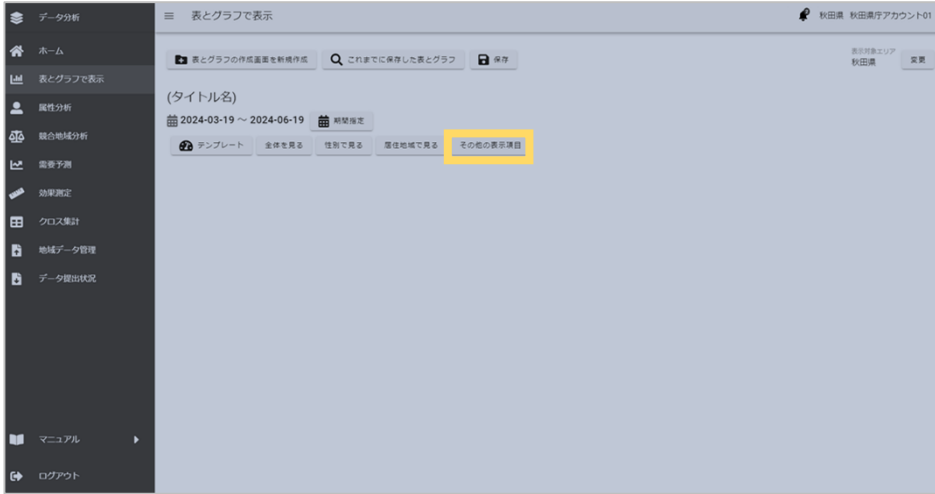 データ分析
ホーム
表とグラフで表示
属性分析
競合地域分析
需要予測
効果測定
クロス集計
地域データ管理
データ提出状況
マニュアル
ログアウト
表とグラフで表示
秋田県 秋田県庁アカウント01
表とグラフの作成画面を新規作成 これまでに保存した表とグラフ 保存
表示対象エリア
秋田県 変更
(タイトル名)
2024-03-19 ～ 2024-06-19 期間指定
テンプレート 全体を見る 性別で見る 居住地域で見る その他の表示項目